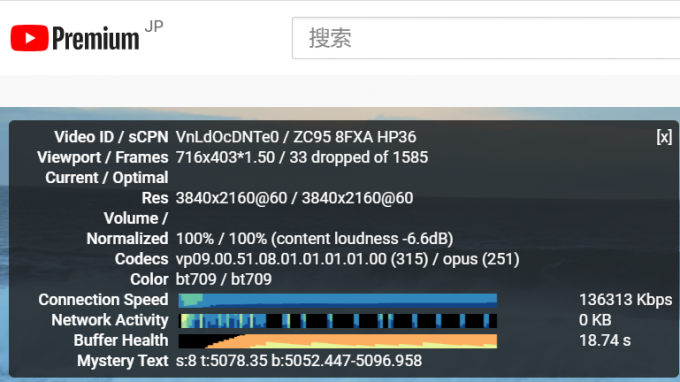 Premium JP
搜索
Video ID / sCPN VnLdOcDNTe0 / ZC95 8FXA HP36 [x]
Viewport / Frames 716x403*1.50 / 33 dropped of 1585
Current / Optimal
Res 3840x2160@60 / 3840x2160@60
Volume /
Normalized 100% / 100% (content loudness -6.6dB)
Codecs vp09.00.51.08.01.01.01.01.00 (315) / opus (251)
Color bt709 / bt709
Connection Speed 136313 Kbps
Network Activity 0 KB
Buffer Health 18.74 s
Mystery Text s:8 t:5078.35 b:5052.447-5096.958